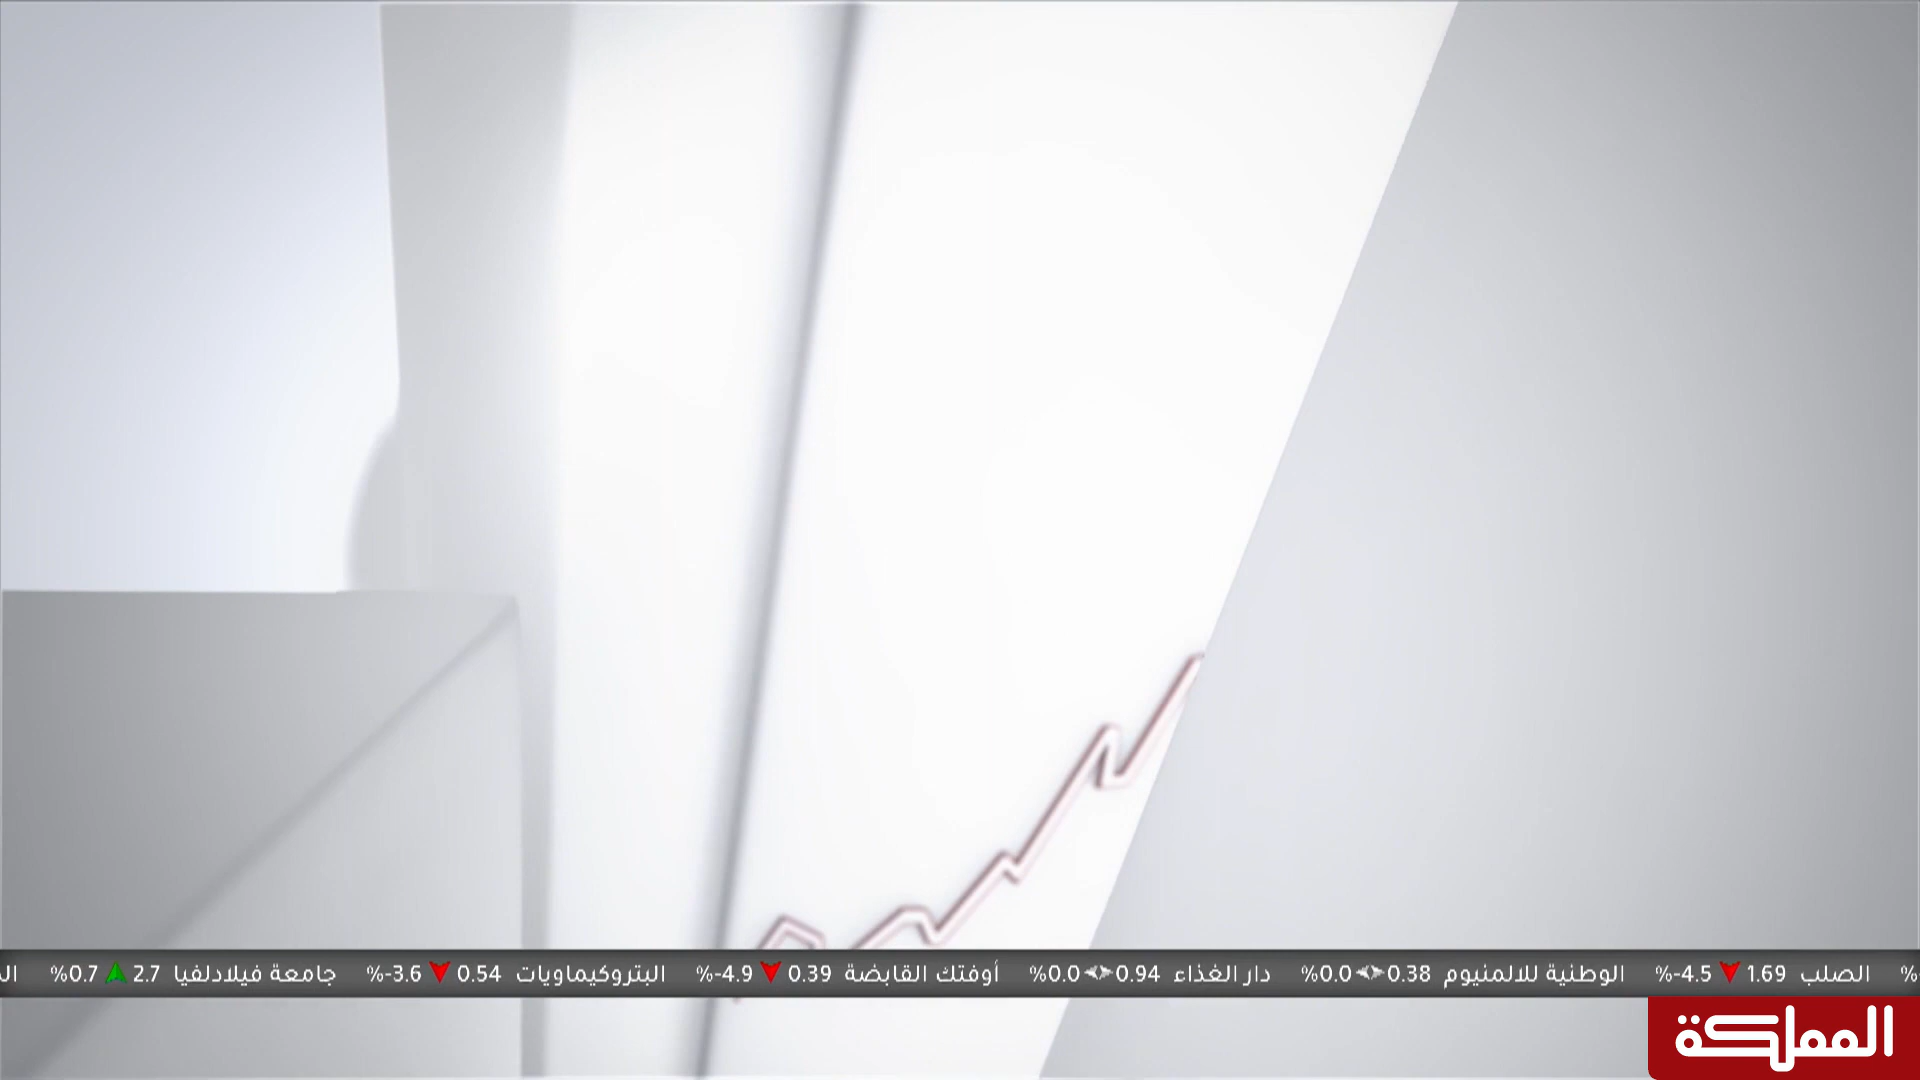 الصلب 1.69 %-4.5 الوطنية للالمنيوم 0.38 %0.0 دار الغذاء 0.94 %0.0 أوفتك القابضة 0.39 %-4.9 البتروكيماويات 0.54 %-3.6 جامعة فيلادلفيا 2.7 %0.7
المملكة